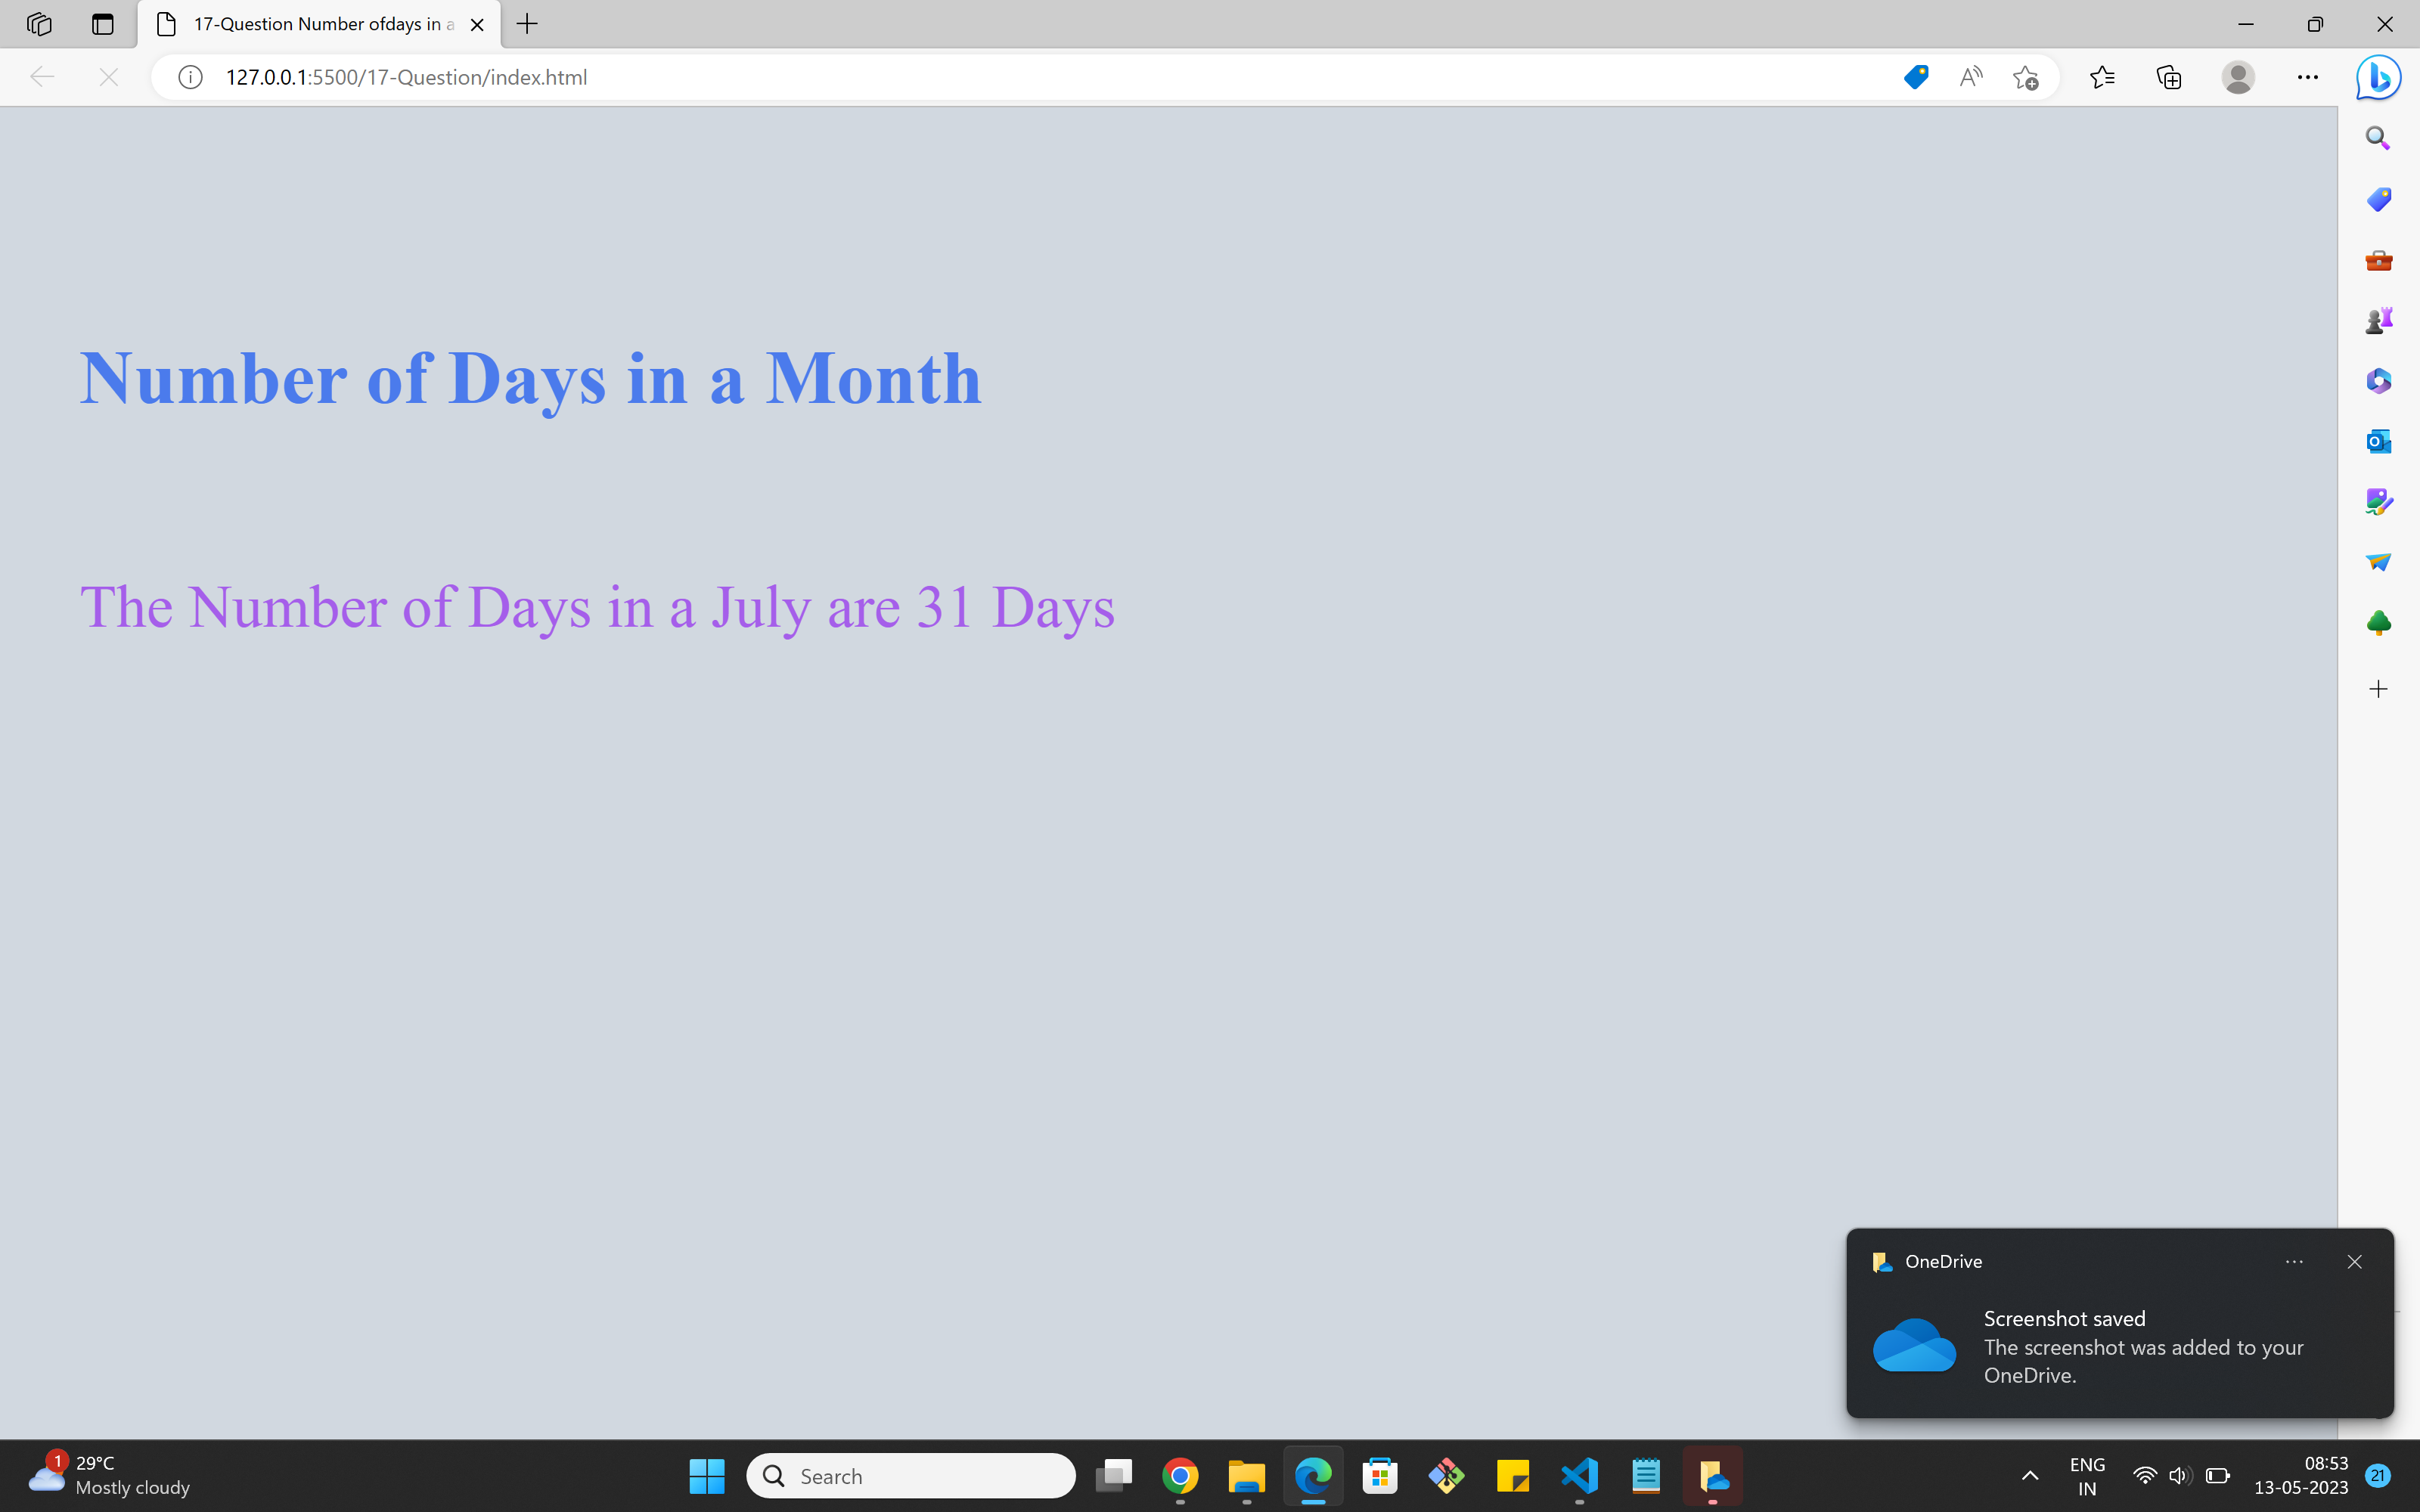 17-Question Number ofdays in a
127.0.0.1:5500/17-Question/index.html
Number of Days in a Month
The Number of Days in a July are 31 Days
OneDrive
Screenshot saved
The screenshot was added to your
OneDrive.
1
29°C
Mostly cloudy
Search
ENG
IN
08:53
13-05-2023
21